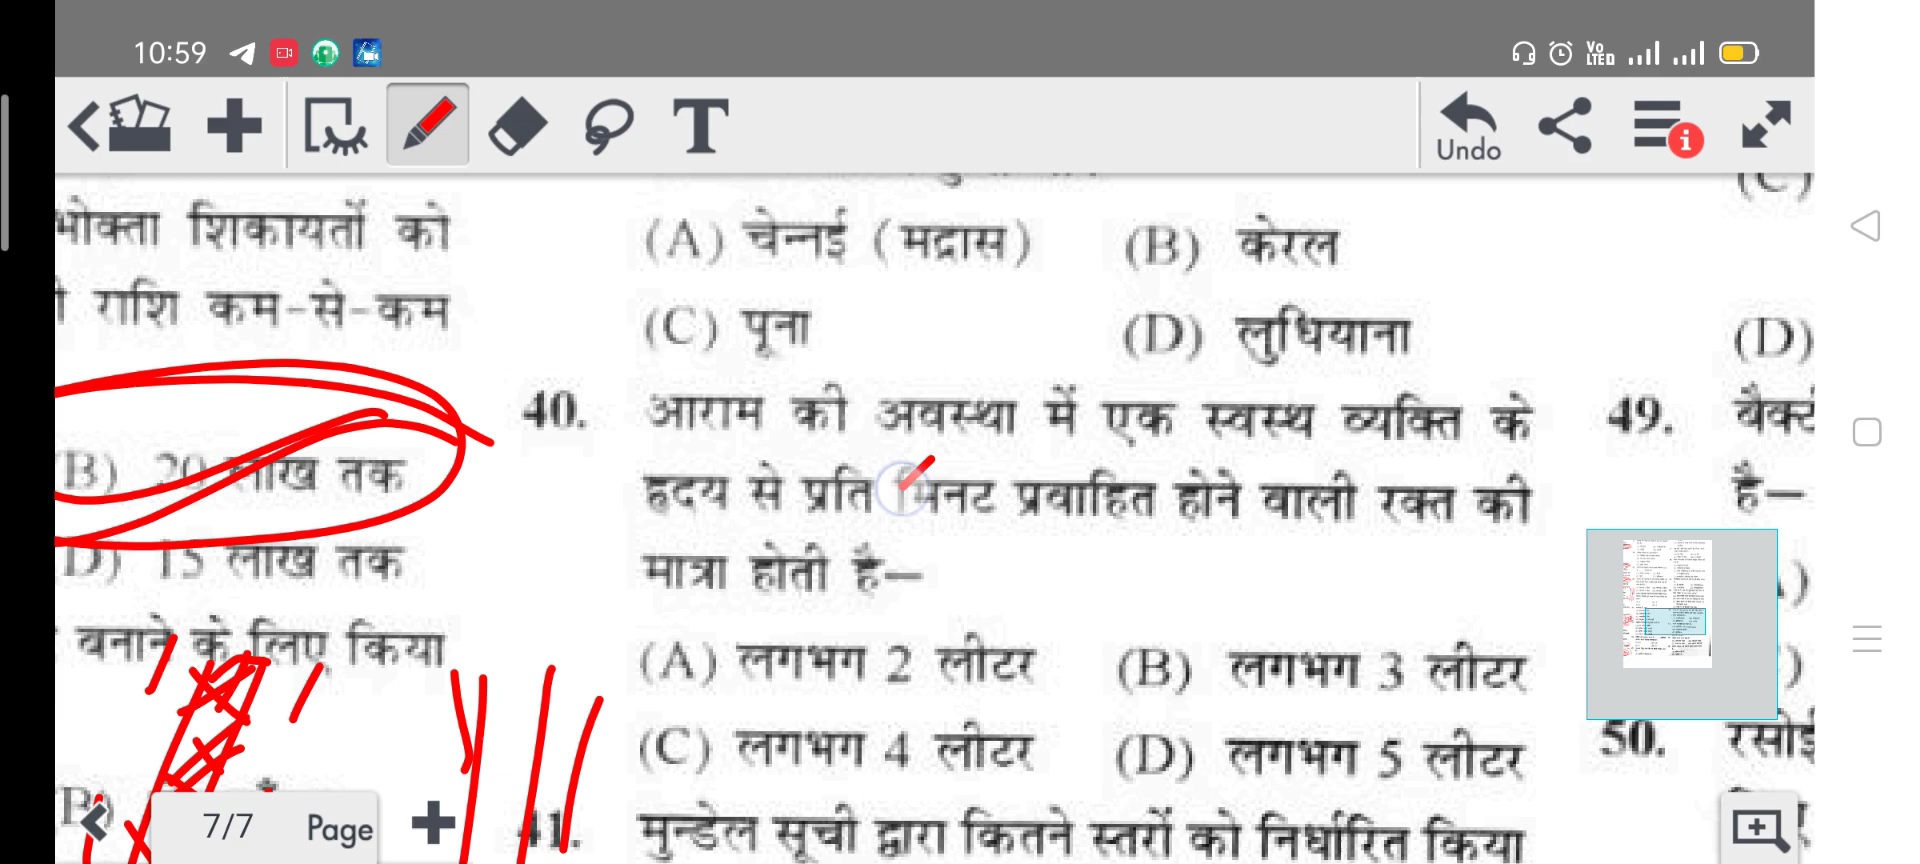 10:59
Vo LTED
Undo
भोक्ता शिकायतों को
राशि कम-से-कम
B) 20 लाख तक
D) 15 लाख तक
बनाने के लिए किया
(A) चेन्नई (मद्रास) (B) केरल
(C) पूना (D) लुधियाना
40. आराम की अवस्था में एक स्वस्थ व्यक्ति के
हृदय से प्रति मिनट प्रवाहित होने वाली रक्त की
मात्रा होती है—
(A) लगभग 2 लीटर (B) लगभग 3 लीटर
(C) लगभग 4 लीटर (D) लगभग 5 लीटर
41. मुन्डेल सूची द्वारा कितने स्तरों को निर्धारित किया
(C)
(D)
49.
है—
50.
7/7 Page